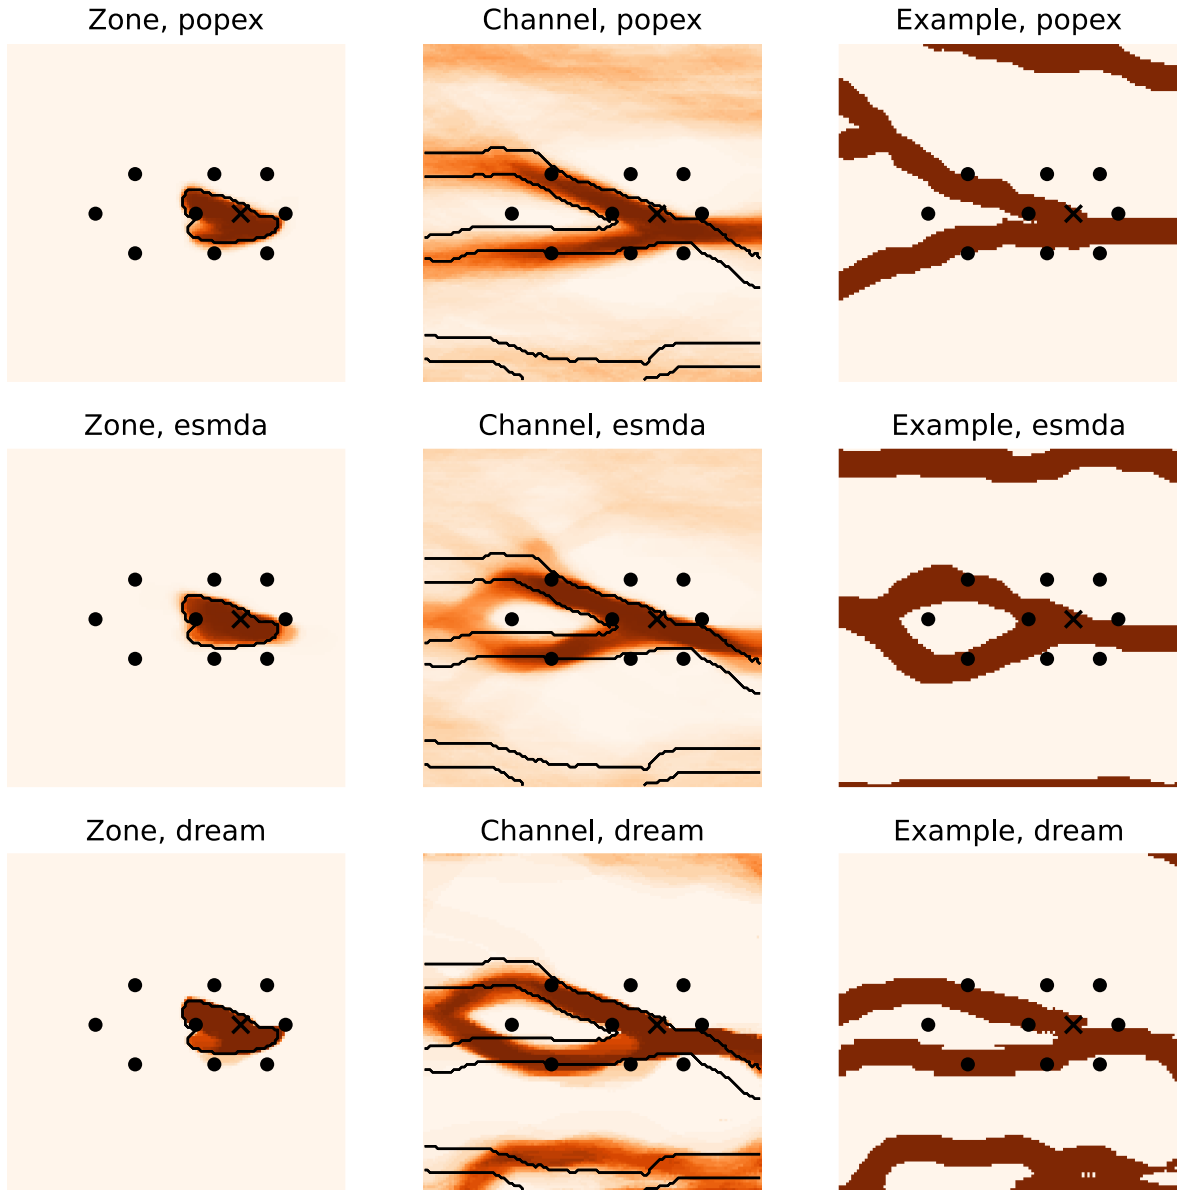 Zone, popex
Channel, popex
Example, popex
Zone, esmda
Channel, esmda
Example, esmda
Zone, dream
Channel, dream
Example, dream